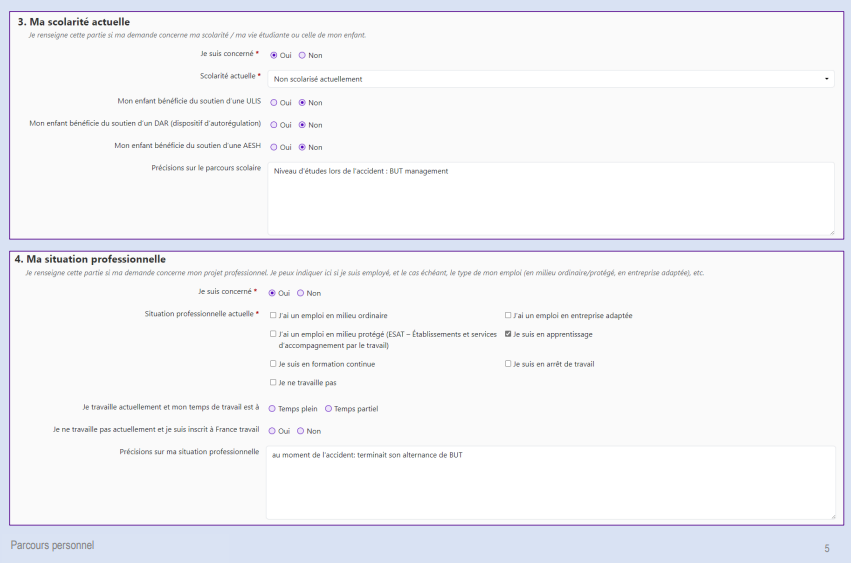 3. Ma scolarité actuelle
Je renseigne cette partie si ma demande concerne ma scolarité / ma vie étudiante ou celle de mon enfant.
Je suis concerné * Oui Non
Scolarité actuelle * Non scolarisé actuellement
Mon enfant bénéficie du soutien d'une ULIS Oui Non
Mon enfant bénéficie du soutien d'un DAR (dispositif d'autorégulation) Oui Non
Mon enfant bénéficie du soutien d'une AESH Oui Non
Précisions sur le parcours scolaire Niveau d'études lors de l'accident : BUT management
4. Ma situation professionnelle
Je renseigne cette partie si ma demande concerne mon projet professionnel. Je peux indiquer ici si je suis employé, et le cas échéant, le type de mon emploi (en milieu ordinaire/protégé, en entreprise adaptée), etc.
Je suis concerné * Oui Non
Situation professionnelle actuelle * J'ai un emploi en milieu ordinaire J'ai un emploi en entreprise adaptée
J'ai un emploi en milieu protégé (ESAT – Établissements et services Je suis en apprentissage
d'accompagnement par le travail)
Je suis en formation continue Je suis en arrêt de travail
Je ne travaille pas
Je travaille actuellement et mon temps de travail est à Temps plein Temps partiel
Je ne travaille pas actuellement et je suis inscrit à France travail Oui Non
Précisions sur ma situation professionnelle au moment de l'accident: terminait son alternance de BUT
Parcours personnel 5